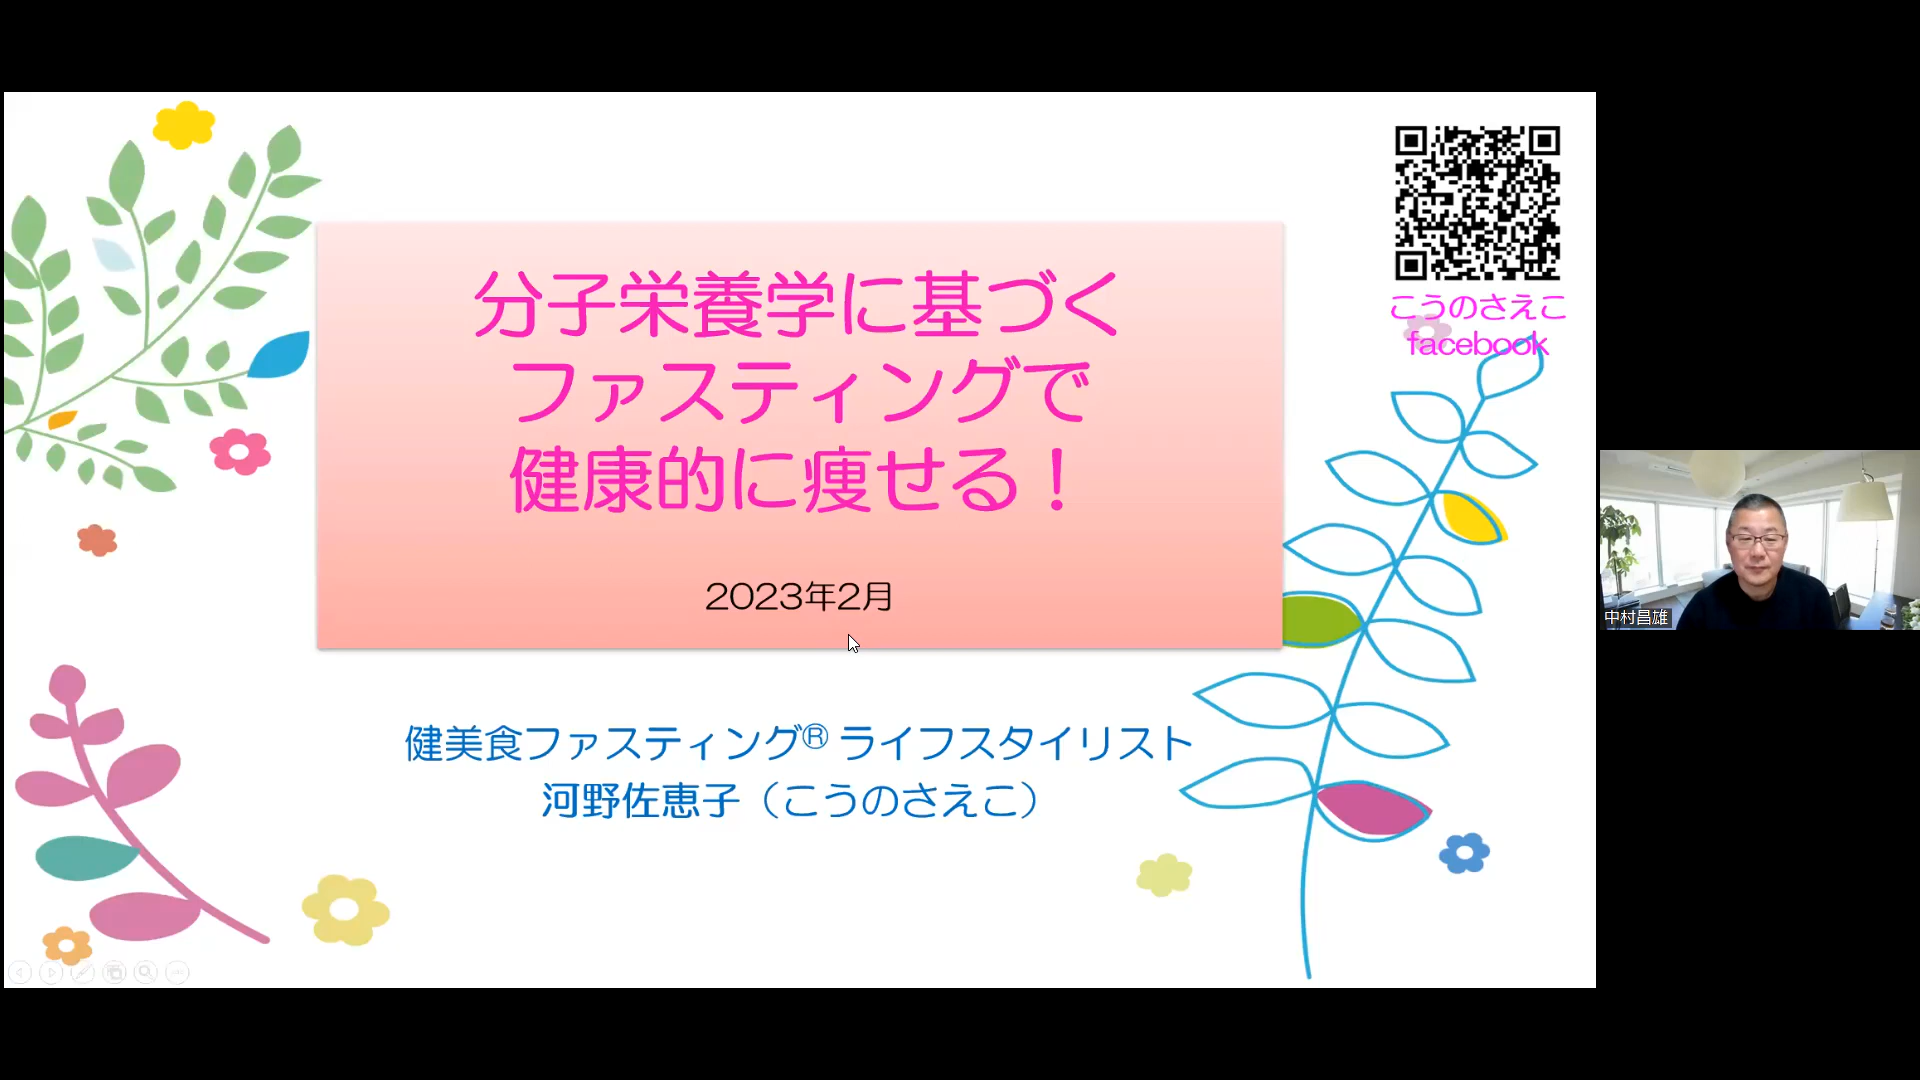 分子栄養学に基づく
ファスティングで
健康的に痩せる！
2023年2月
健美食ファスティング® ライフスタイリスト
河野佐恵子（こうのさえこ）
こうのさえこ
facebook
中村昌雄